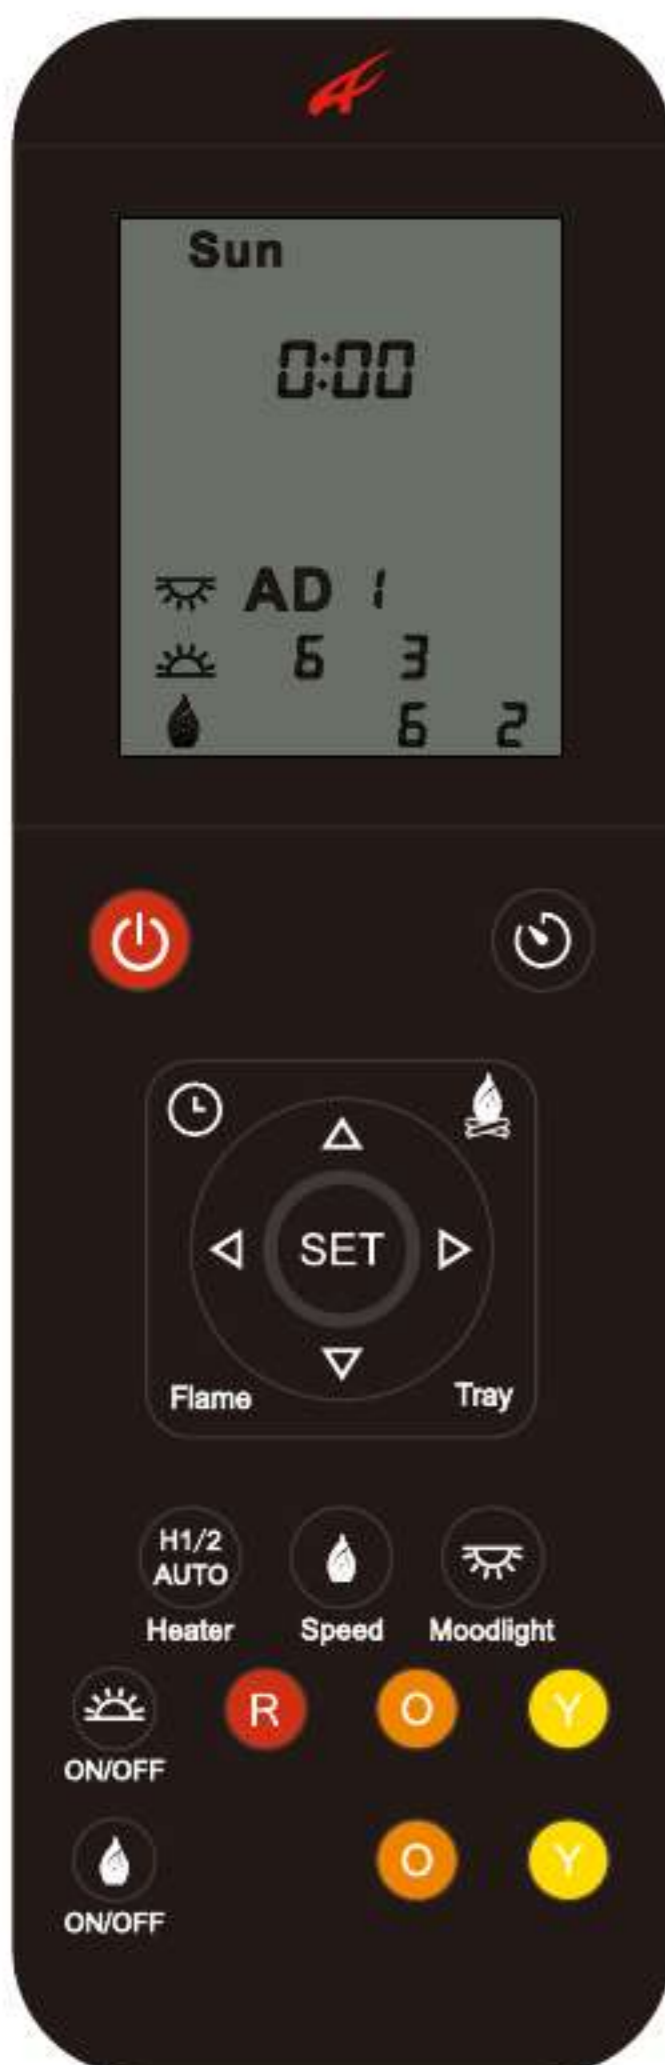 Sun
0:00
AD 1
6 3
6 2
SET
Flame Tray
H1/2
AUTO
Heater Speed Moodlight
R O Y
ON/OFF
O Y
ON/OFF